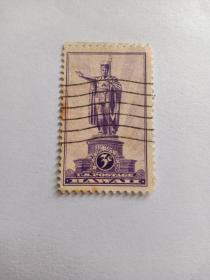 3¢
U.S. POSTAGE
HAWAII